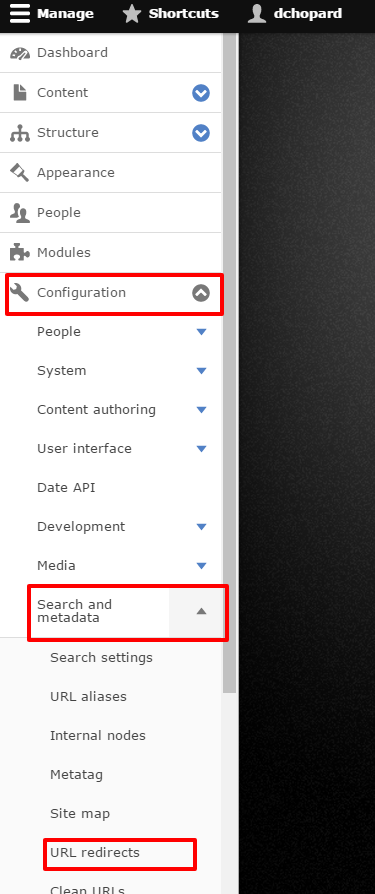 Manage Shortcuts dchopard
Dashboard
Content
Structure
Appearance
People
Modules
Configuration
People
System
Content authoring
User interface
Date API
Development
Media
Search and
metadata
Search settings
URL aliases
Internal nodes
Metatag
Site map
URL redirects
Clean URLs